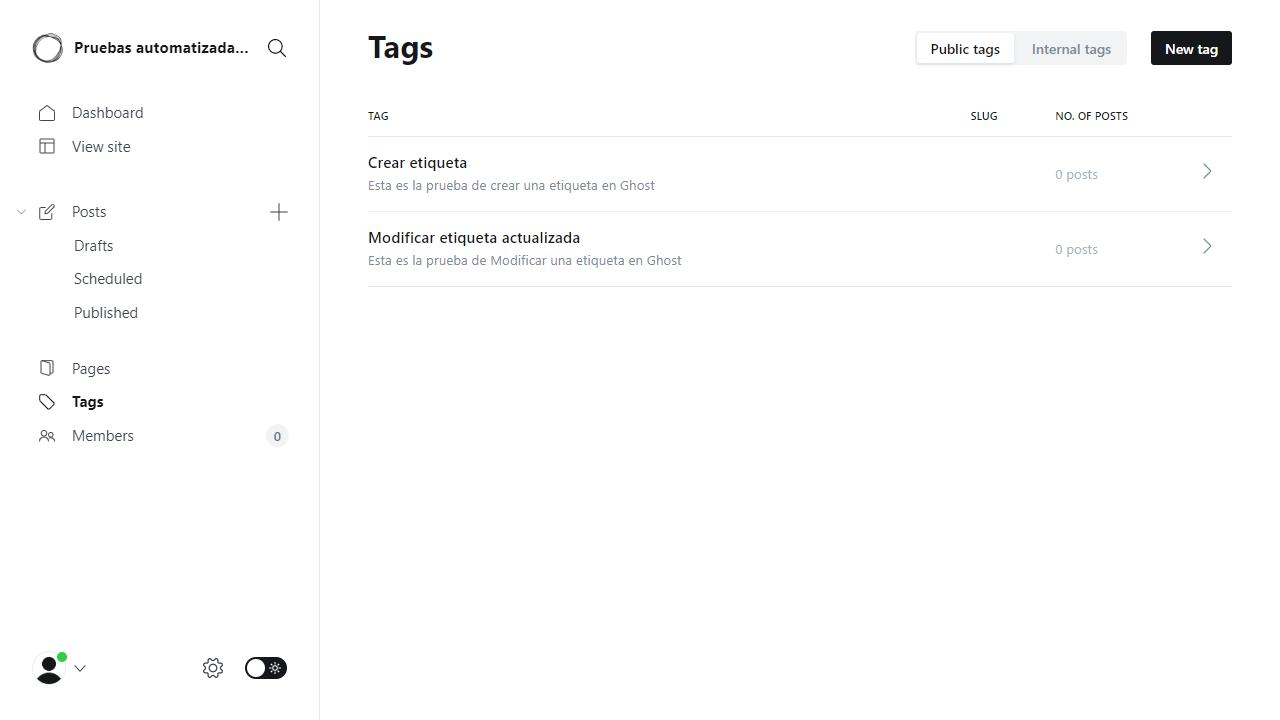 Pruebas automatizada...
Dashboard
View site
Posts
Drafts
Scheduled
Published
Pages
Tags
Members
0
Tags
Public tags
Internal tags
New tag
TAG
SLUG
NO. OF POSTS
Crear etiqueta
Esta es la prueba de crear una etiqueta en Ghost
0 posts
Modificar etiqueta actualizada
Esta es la prueba de Modificar una etiqueta en Ghost
0 posts